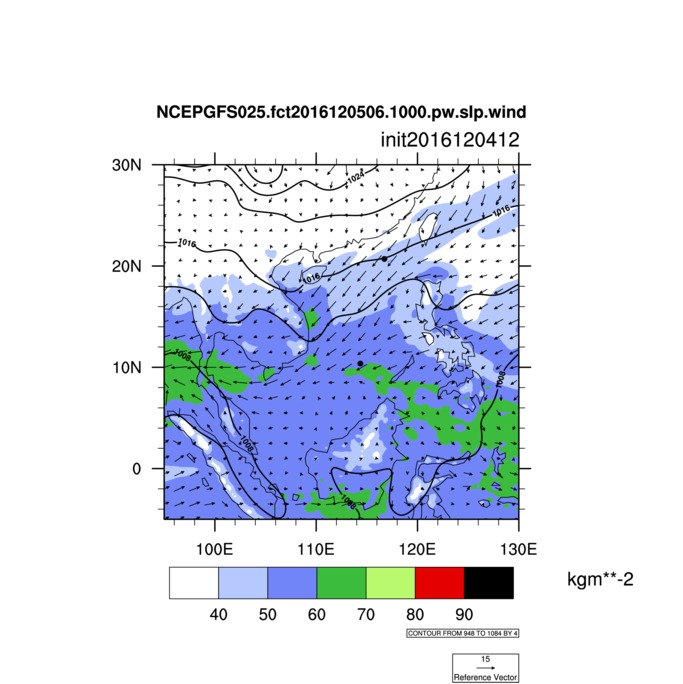 NCEPGFS025.fct2016120506.1000.pw.slp.wind
init2016120412
30N
1024
1016
1016
20N
1016
1008
10N
1008
1008
0
1008
100E 110E 120E 130E
kgm**-2
40 50 60 70 80 90
CONTOUR FROM 948 TO 1084 BY 4
15
Reference Vector